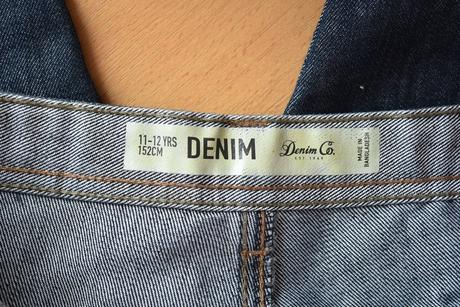 11-12 YRS
152CM
DENIM
Denim Co.
EST 1969
MADE IN
BANGLADESH